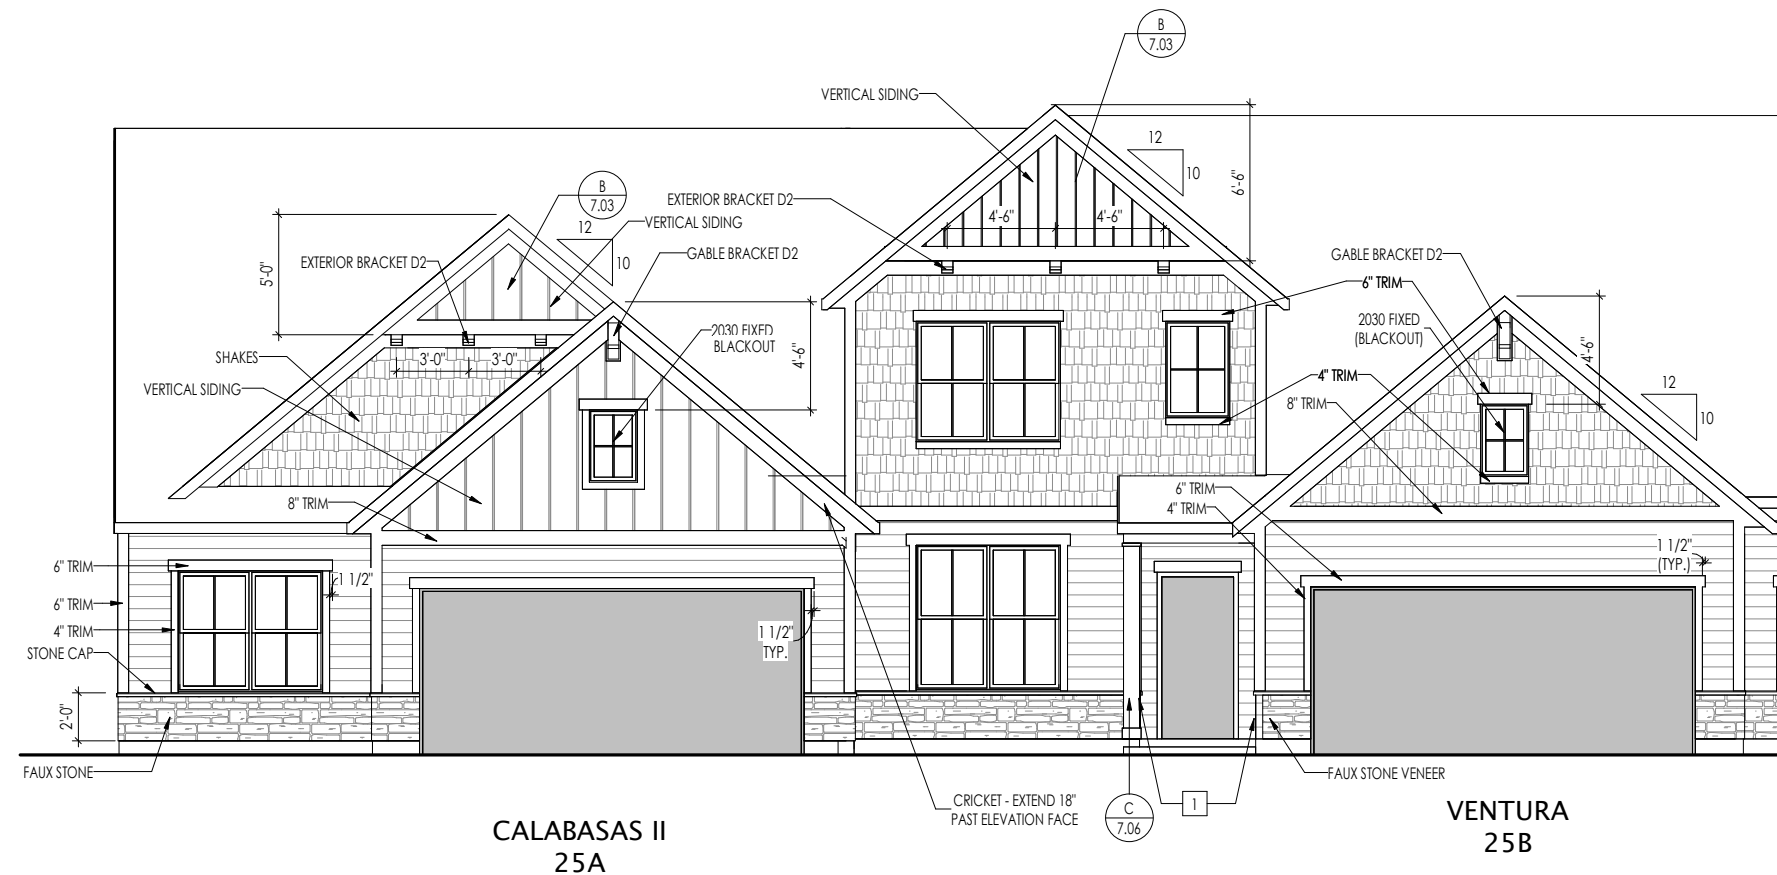 B
7.03
VERTICAL SIDING
12
10
6'-6"
B
7.03
EXTERIOR BRACKET D2
4'-6"
4'-6"
VERTICAL SIDING
12
10
5'-0"
EXTERIOR BRACKET D2
GABLE BRACKET D2
GABLE BRACKET D2
6" TRIM
2030 FIXED
BLACKOUT
2030 FIXED
(BLACKOUT)
4'-6"
4'-6"
SHAKES
3'-0"
3'-0"
VERTICAL SIDING
4" TRIM
12
10
8" TRIM
8" TRIM
6" TRIM
4" TRIM
1 1/2"
(TYP.)
6" TRIM
1 1/2"
6" TRIM
4" TRIM
1 1/2"
TYP.
STONE CAP
2'-0"
FAUX STONE
FAUX STONE VENEER
CRICKET - EXTEND 18"
PAST ELEVATION FACE
C
7.06
1
CALABASAS II
25A
VENTURA
25B